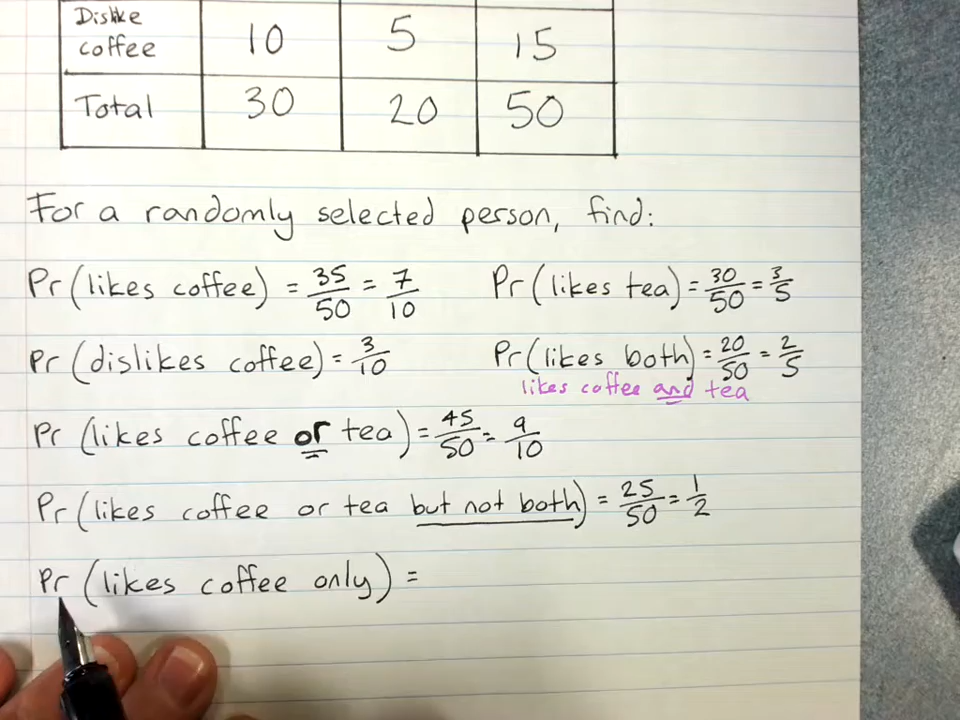 Dislike
coffee 10 5 15
Total 30 20 50
For a randomly selected person, find:
Pr(likes coffee) = 35/50 = 7/10 Pr(likes tea) = 30/50 = 3/5
Pr(dislikes coffee) = 3/10 Pr(likes both) = 20/50 = 2/5
likes coffee and tea
Pr(likes coffee or tea) = 45/50 = 9/10
Pr(likes coffee or tea but not both) = 25/50 = 1/2
Pr(likes coffee only) =